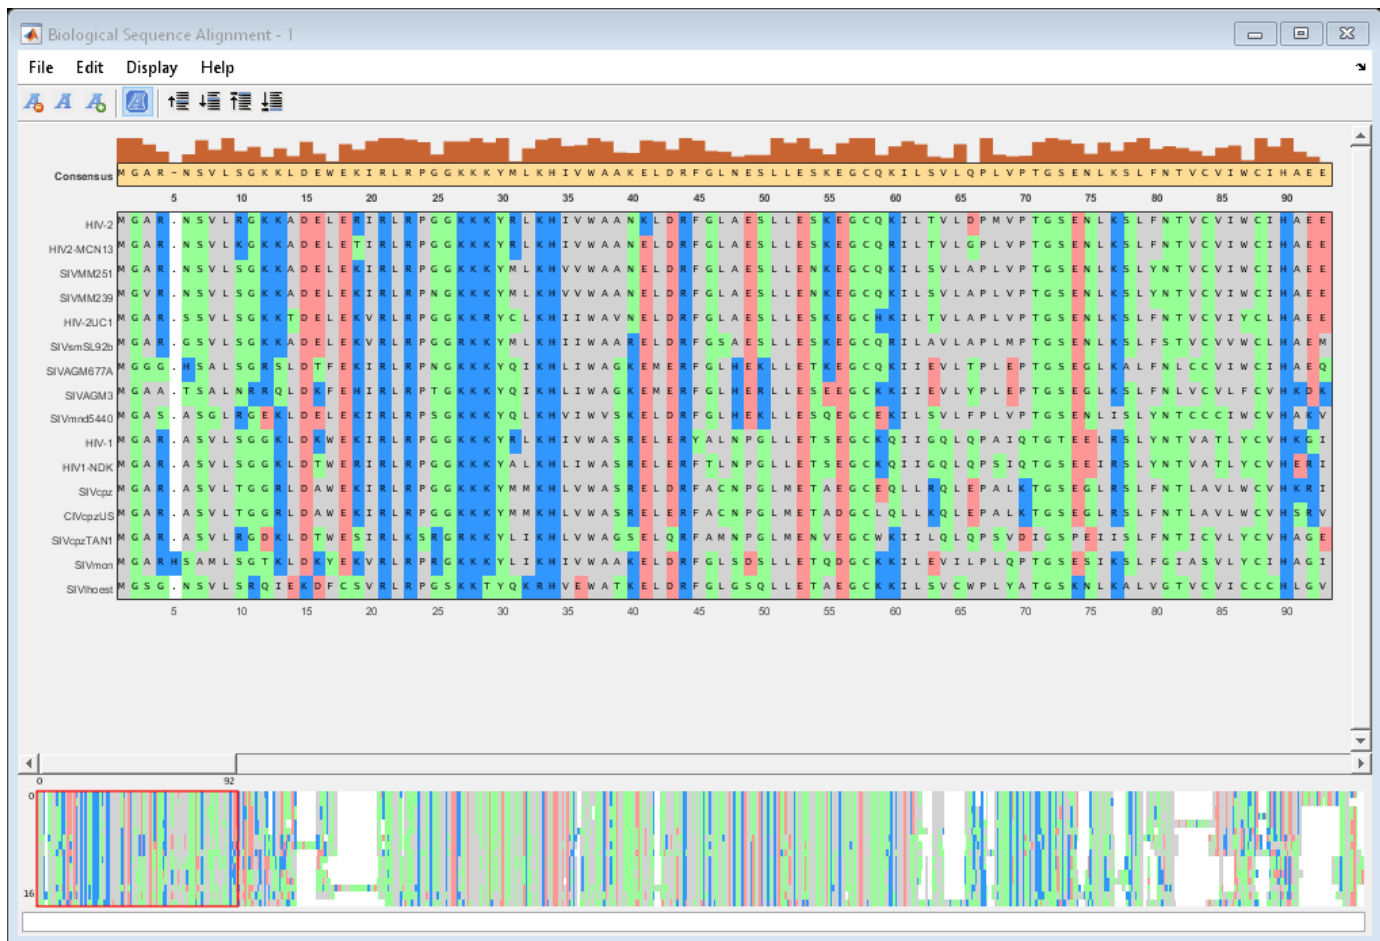 Biological Sequence Alignment - 1
File Edit Display Help
Consensus M G A R - N S V L S G K K L D E W E K I R L R P G G K K K Y M L K H I V W A A K E L D R F G L N E S L L E S K E G C Q K I L S V L Q P L V P T G S E N L K S L F N T V C V I W C I H A E E
5 10 15 20 25 30 35 40 45 50 55 60 65 70 75 80 85 90
HIV-2 M G A R . N S V L R G K K A D E L E R I R L R P G G K K K Y R L K H I V W A A N K L D R F G L A E S L L E S K E G C Q K I L T V L D P M V P T G S E N L K S L F N T V C V I W C I H A E E
HIV2-MCN13 M G A R . N S V L K G K K A D E L E T I R L R P G G K K K Y R L K H I V W A A N E L D R F G L A E S L L E S K E G C Q R I L T V L G P L V P T G S E N L K S L F N T V C V I W C I H A E E
SIVMM251 M G A R . N S V L S G K K A D E L E K I R L R P G G K K K Y M L K H V V W A A N E L D R F G L A E S L L E N K E G C Q K I L S V L A P L V P T G S E N L K S L Y N T V C V I W C I H A E E
SIVMM239 M G V R . N S V L S G K K A D E L E K I R L R P N G K K K Y M L K H V V W A A N E L D R F G L A E S L L E N K E G C Q K I L S V L A P L V P T G S E N L K S L Y N T V C V I W C I H A E E
HIV-2UC1 M G A R . S S V L S G K K T D E L E K V R L R P G G K K R Y C L K H I I W A V N E L D R F G L A E S L L E S K E G C H K I L T V L A P L V P T G S E N L K S L F N T V C V I Y C L H A E E
SIVsmSL92b M G A R . G S V L S G K K A D E L E K V R L R P G G R K K Y M L K H I I W A A R E L D R F G S A E S L L E S K E G C Q R I L A V L A P L M P T G S E N L K S L F S T V C V V W C L H A E M
SIVAGM677A M G G G . H S A L S G R S L D T F E K I R L R P N G K K K Y Q I K H L I W A G K E M E R F G L H E K L L E T K E G C Q K I I E V L T P L E P T G S E G L K A L F N L C C V I W C I H A E Q
SIVAGM3 M G A A . T S A L N R R Q L D K F E H I R L R P T G K K K Y Q I K H L I W A G K E M E R F G L H E R L L E S E E G C K K I I E V L Y P L E P T G S E G L K S L F N L V C V L F C V H K D K
SIVmnd5440 M G A S . A S G L R G E K L D E L E K I R L R P S G K K K Y Q L K H V I W V S K E L D R F G L H E K L L E S Q E G C E K I L S V L F P L V P T G S E N L I S L Y N T C C C I W C V H A K V
HIV-1 M G A R . A S V L S G G K L D K W E K I R L R P G G K K K Y R L K H I V W A S R E L E R Y A L N P G L L E T S E G C K Q I I G Q L Q P A I Q T G T E E L R S L Y N T V A T L Y C V H K G I
HIV1-NDK M G A R . A S V L S G G K L D T W E R I R L R P G G K K K Y A L K H L I W A S R E L E R F T L N P G L L E T S E G C K Q I I G Q L Q P S I Q T G S E E I R S L Y N T V A T L Y C V H E R I
SIVcpz M G A R . A S V L T G G R L D A W E K I R L R P G G K K K Y M M K H L V W A S R E L D R F A C N P G L M E T A E G C E Q L L R Q L E P A L K T G S E G L R S L F N T L A V L W C V H K R I
CIVcpzUS M G A R . A S V L T G G R L D A W E K I R L R P G G K K K Y M M K H L V W A S R E L E R F A C N P G L M E T A D G C L Q L L K Q L E P A L K T G S E G L R S L F N T L A V L W C V H S R V
SIVcpzTAN1 M G A R . A S V L R G D K L D T W E S I R L K S R G R K K Y L I K H L V W A G S E L Q R F A M N P G L M E N V E G C W K I I L Q L Q P S V D I G S P E I I S L F N T I C V L Y C V H A G E
SIVmon M G A R H S A M L S G T K L D K Y E K V R L R P R G K K K Y L I K H I V W A A K E L D R F G L S D S L L E T Q D G C K K I L E V I L P L Q P T G S E S I K S L F G I A S V L Y C I H A G I
SIVlhoest M G S G . N S V L S R Q I E K D F C S V R L R P G S K K T Y Q K R H V E W A T K E L D R F G L G S Q L L E T A E G C K K I L S V C W P L Y A T G S K N L K A L V G T V C V I C C C H L G V
5 10 15 20 25 30 35 40 45 50 55 60 65 70 75 80 85 90
0 92
0
16